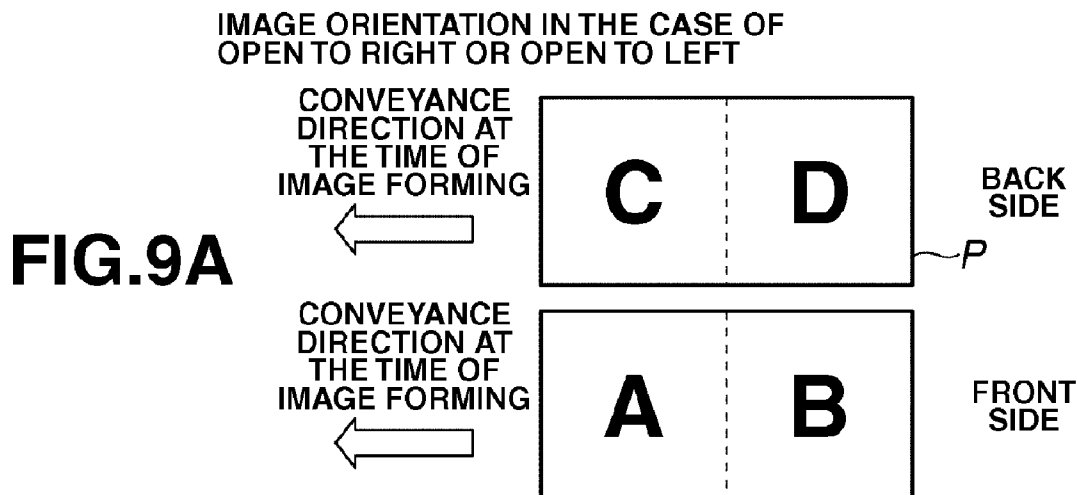 IMAGE ORIENTATION IN THE CASE OF
OPEN TO RIGHT OR OPEN TO LEFT
CONVEYANCE
DIRECTION AT
THE TIME OF
IMAGE FORMING
C
D
BACK
SIDE
P
FIG.9A
CONVEYANCE
DIRECTION AT
THE TIME OF
IMAGE FORMING
A
B
FRONT
SIDE